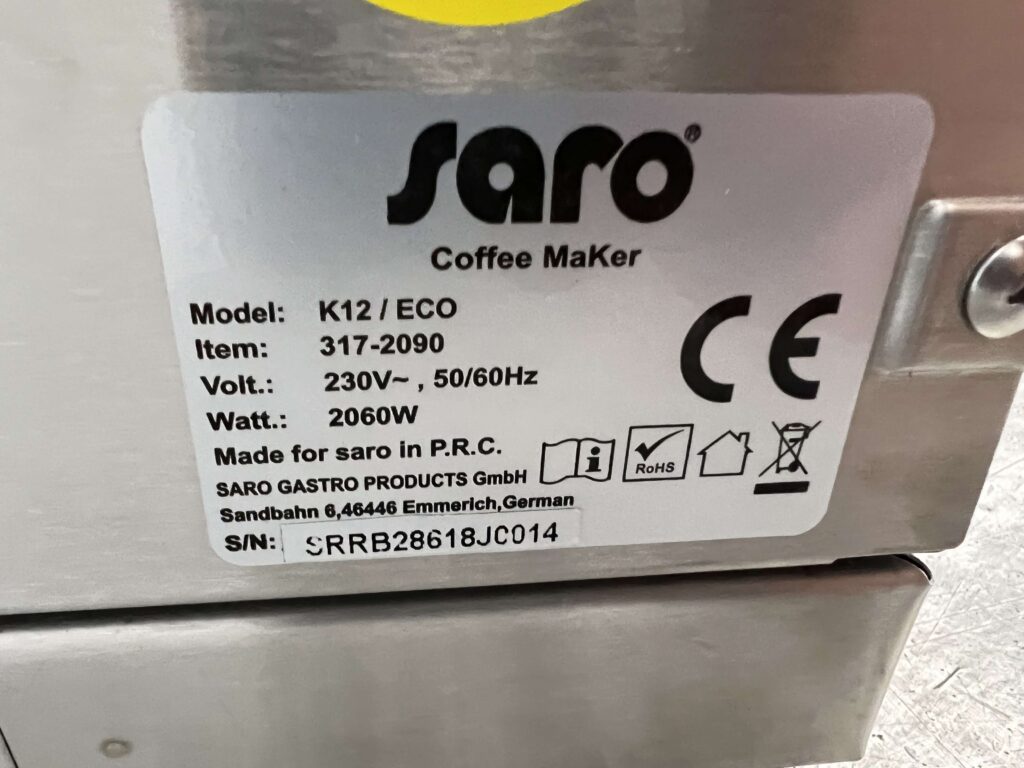 saro®
Coffee MaKer
Model: K12 / ECO
Item: 317-2090
Volt.: 230V~ , 50/60Hz
Watt.: 2060W
Made for saro in P.R.C.
SARO GASTRO PRODUCTS GmbH
Sandbahn 6,46446 Emmerich,German
S/N: SRRB28618JC014
CE
i
RoHS